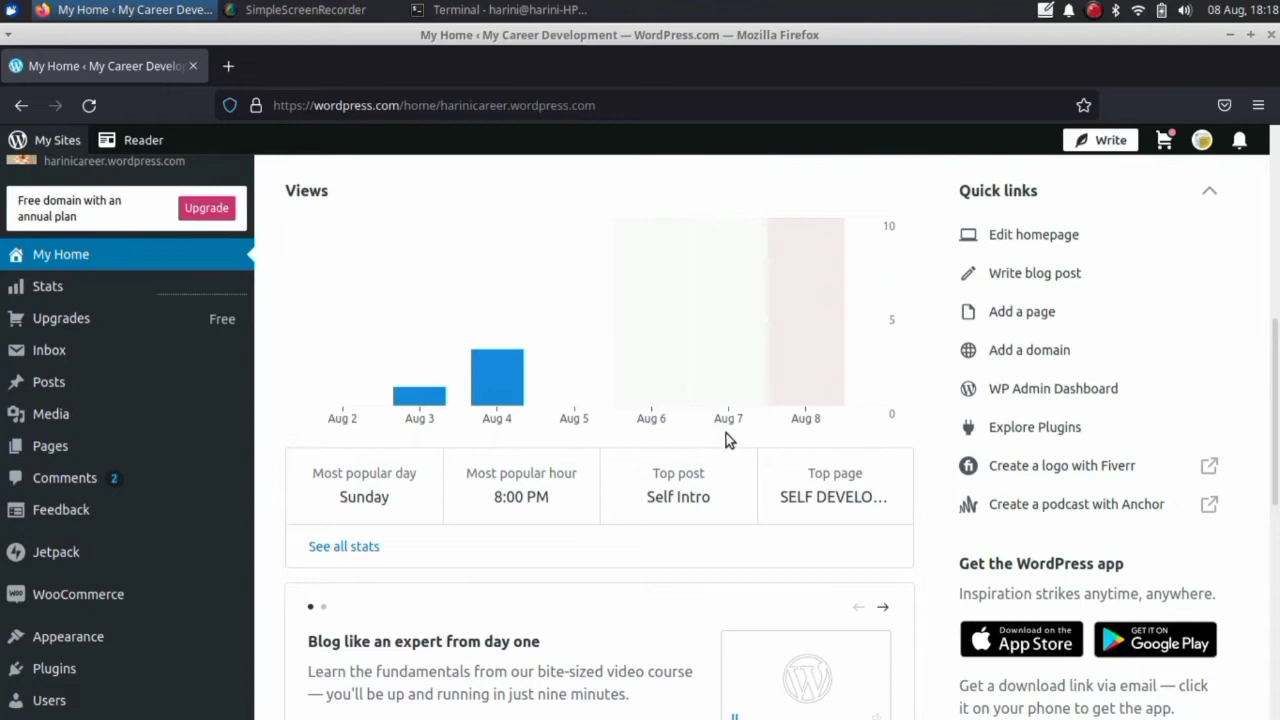 My Home ‹ My Career Deve...
SimpleScreenRecorder
Terminal - harini@harini-HP...
08 Aug, 18:18
My Home ‹ My Career Development — WordPress.com — Mozilla Firefox
My Home ‹ My Career Develo
https://wordpress.com/home/harinicareer.wordpress.com
My Sites
Reader
Write
harinicareer.wordpress.com
Free domain with an
annual plan
Upgrade
My Home
Stats
Upgrades
Free
Inbox
Posts
Media
Pages
Comments 2
Feedback
Jetpack
WooCommerce
Appearance
Plugins
Users
Views
10
5
0
Aug 2 Aug 3 Aug 4 Aug 5 Aug 6 Aug 7 Aug 8
Most popular day
Sunday
Most popular hour
8:00 PM
Top post
Self Intro
Top page
SELF DEVELO...
See all stats
Blog like an expert from day one
Learn the fundamentals from our bite-sized video course
— you'll be up and running in just nine minutes.
Quick links
Edit homepage
Write blog post
Add a page
Add a domain
WP Admin Dashboard
Explore Plugins
Create a logo with Fiverr
Create a podcast with Anchor
Get the WordPress app
Inspiration strikes anytime, anywhere.
Download on the
App Store
GET IT ON
Google Play
Get a download link via email — click
it on your phone to get the app.